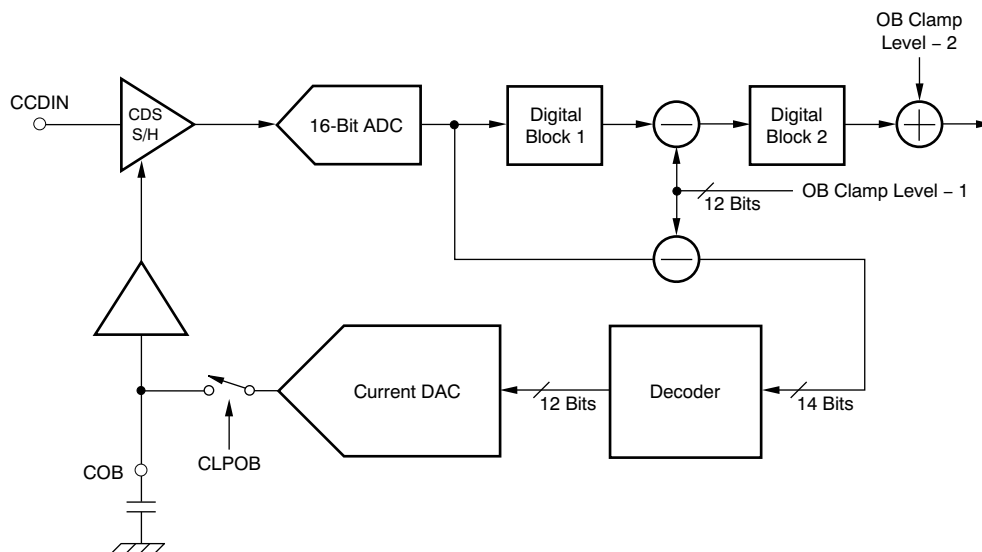 OB Clamp
Level – 2
CCDIN
CDS
S/H
16-Bit ADC
Digital
Block 1
Digital
Block 2
12 Bits
OB Clamp Level – 1
Current DAC
12 Bits
Decoder
14 Bits
CLPOB
COB